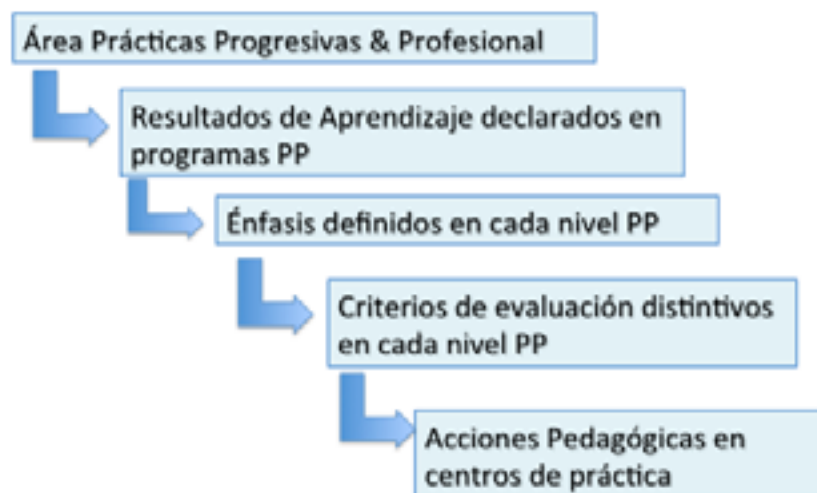 Área Prácticas Progresivas & Profesional
Resultados de Aprendizaje declarados en
programas PP
Énfasis definidos en cada nivel PP
Criterios de evaluación distintivos
en cada nivel PP
Acciones Pedagógicas en
centros de práctica